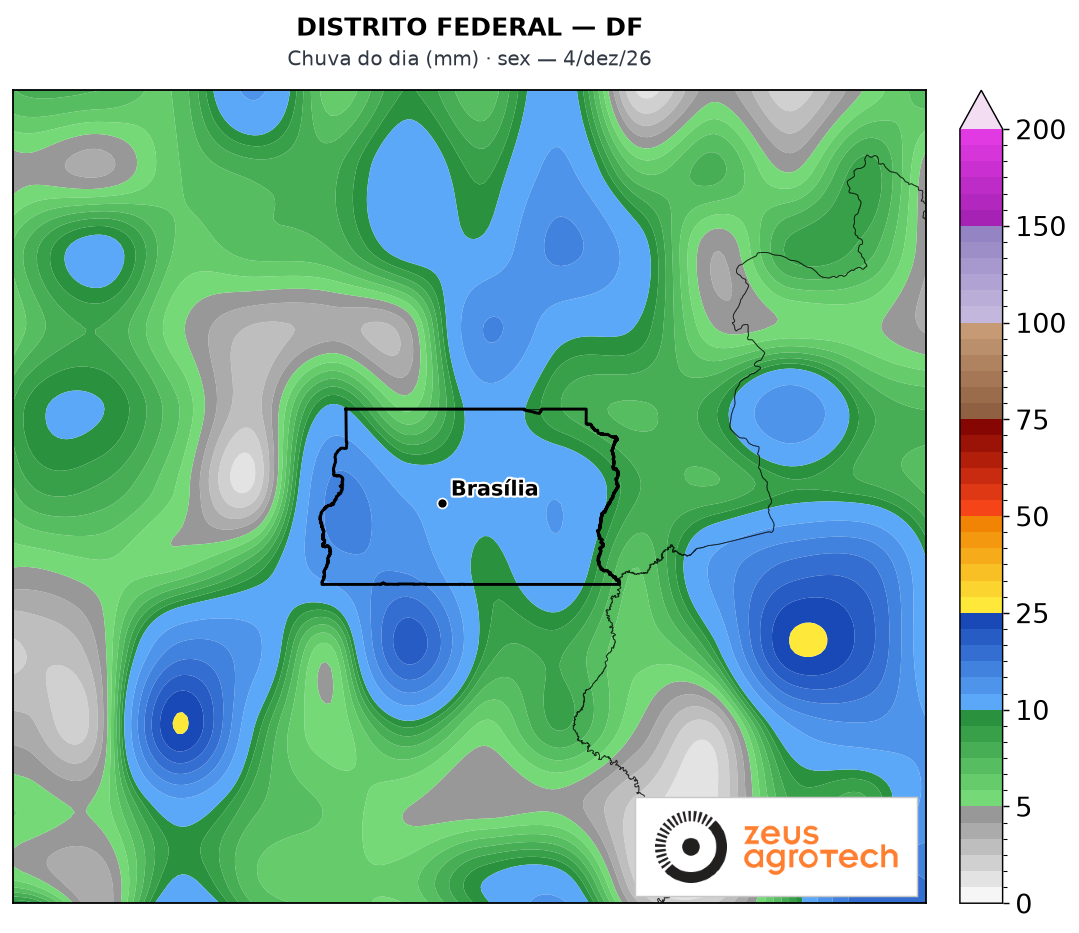 DISTRITO FEDERAL — DF
Chuva do dia (mm) · sex — 4/dez/26
200
150
100
75
50
25
10
5
0
Brasília
zeus
agrotech